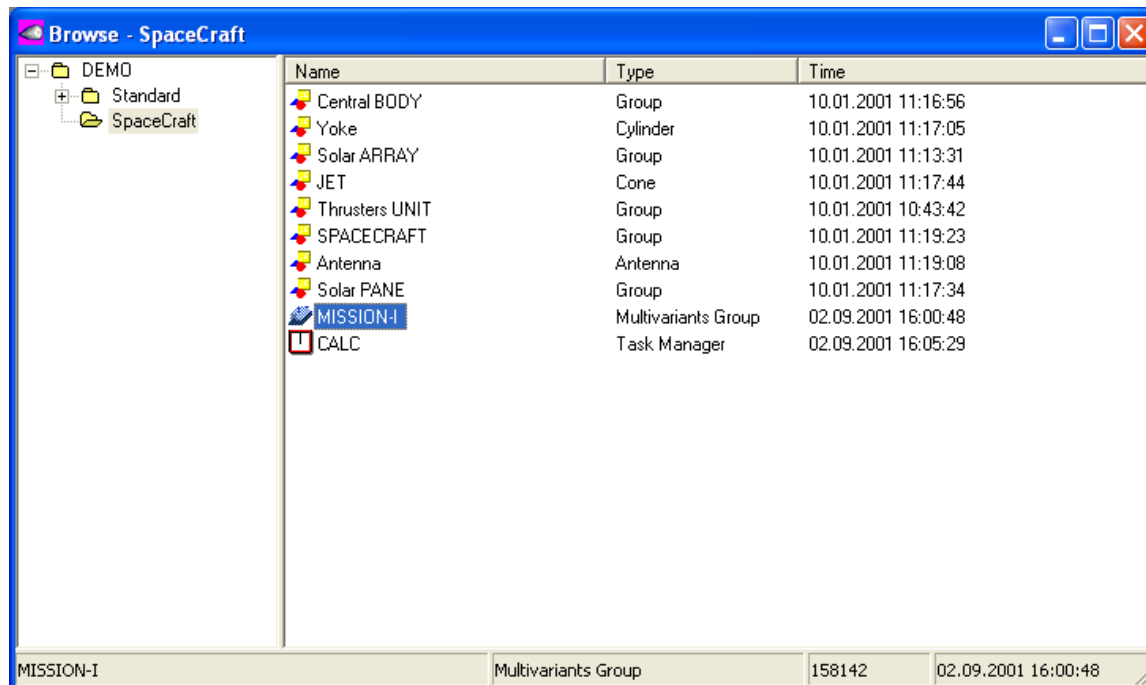 Browse - SpaceCraft
DEMO
Standard
SpaceCraft
Name Type Time
Central BODY Group 10.01.2001 11:16:56
Yoke Cylinder 10.01.2001 11:17:05
Solar ARRAY Group 10.01.2001 11:13:31
JET Cone 10.01.2001 11:17:44
Thrusters UNIT Group 10.01.2001 10:43:42
SPACECRAFT Group 10.01.2001 11:19:23
Antenna Antenna 10.01.2001 11:19:08
Solar PANE Group 10.01.2001 11:17:34
MISSION-I Multivariants Group 02.09.2001 16:00:48
CALC Task Manager 02.09.2001 16:05:29
MISSION-I Multivariants Group 158142 02.09.2001 16:00:48